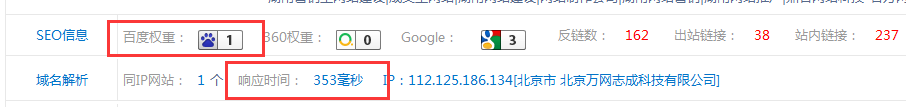 SEO信息 百度权重： 1 360权重： 0 Google： 3 反链数： 162 出站链接： 38 站内链接： 237
域名解析 同IP网站： 1 个 响应时间： 353毫秒 IP：112.125.186.134[北京市 北京万网志成科技有限公司]